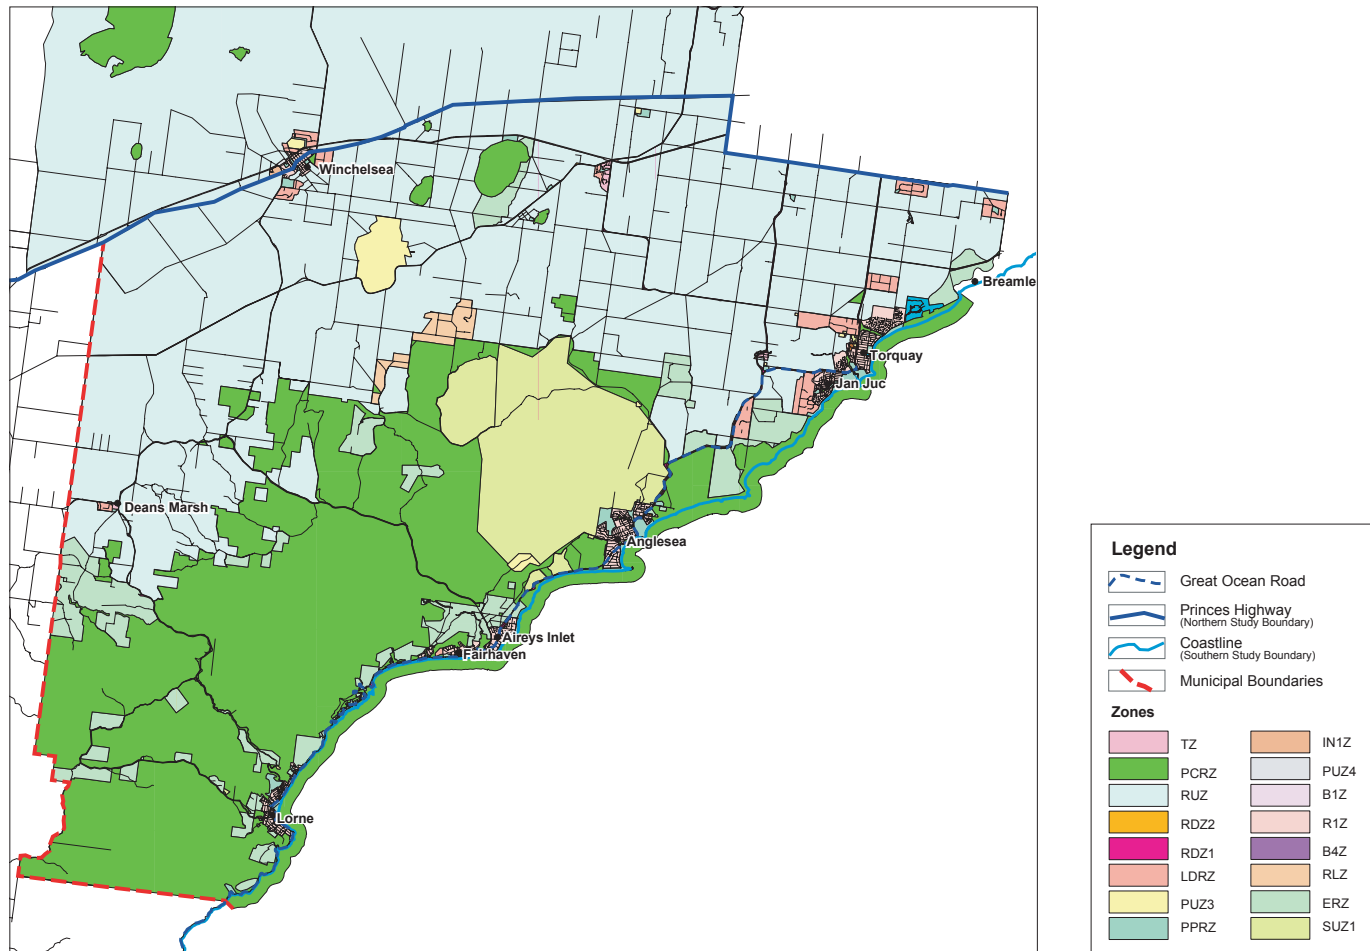 Winchelsea
Breamle
Torquay
Jan Juc
Deans Marsh
Anglesea
Aireys Inlet
Fairhaven
Lorne
Legend
Great Ocean Road
Princes Highway
(Northern Study Boundary)
Coastline
(Southern Study Boundary)
Municipal Boundaries
Zones
TZ
PCRZ
RUZ
RDZ2
RDZ1
LDRZ
PUZ3
PPRZ
IN1Z
PUZ4
B1Z
R1Z
B4Z
RLZ
ERZ
SUZ1